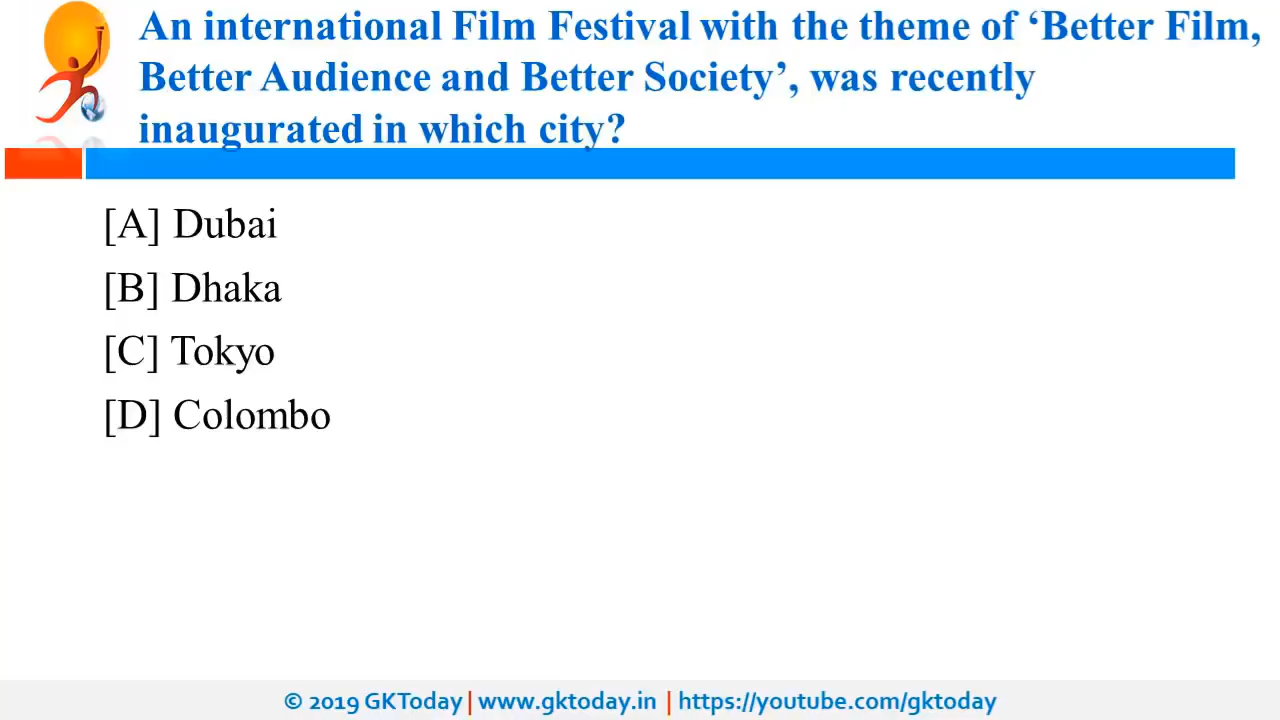 An international Film Festival with the theme of ‘Better Film,
Better Audience and Better Society’, was recently
inaugurated in which city?
[A] Dubai
[B] Dhaka
[C] Tokyo
[D] Colombo
© 2019 GKToday | www.gktoday.in | https://youtube.com/gktoday